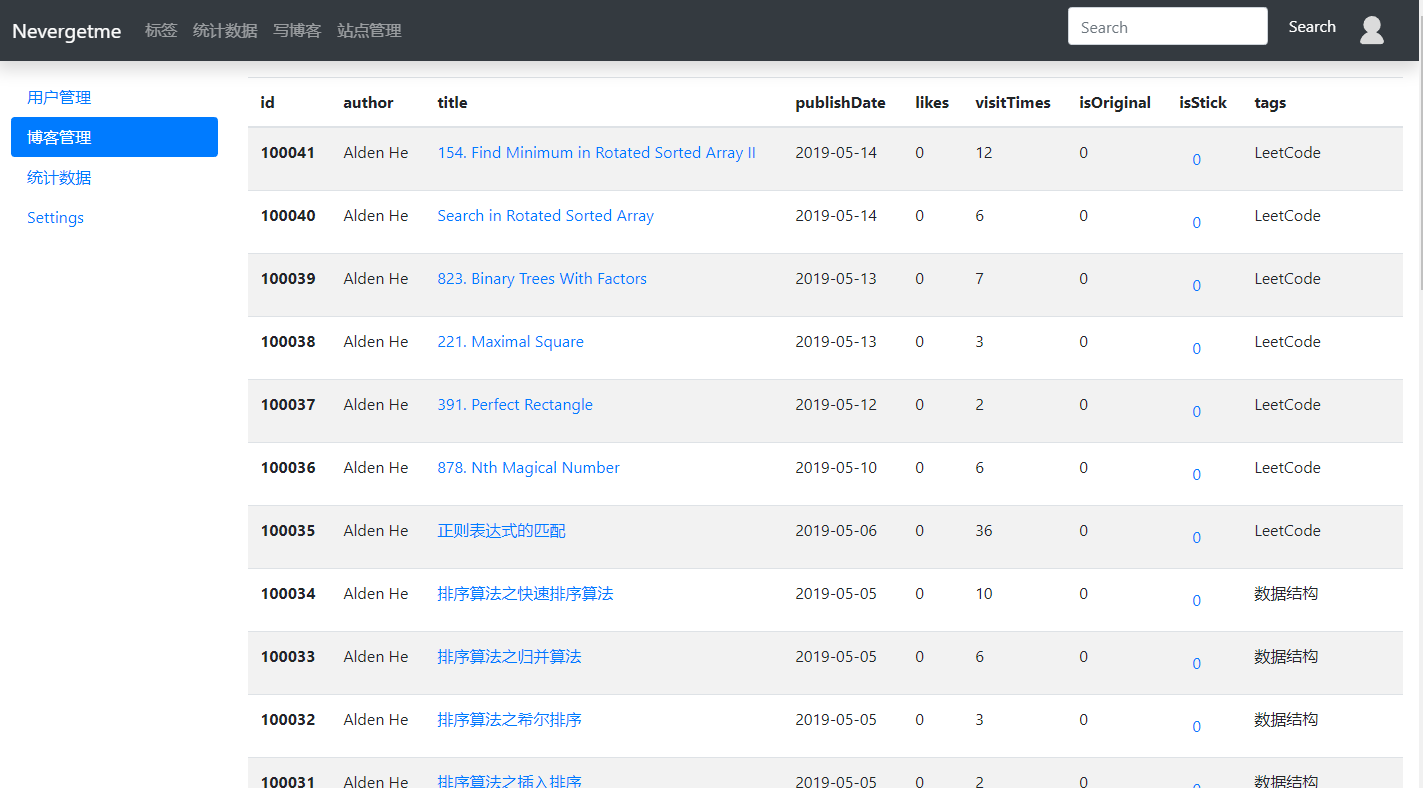 Nevergetme 标签 统计数据 写博客 站点管理 Search Search
用户管理
博客管理
统计数据
Settings
id author title publishDate likes visitTimes isOriginal isStick tags
100041 Alden He 154. Find Minimum in Rotated Sorted Array II 2019-05-14 0 12 0 0 LeetCode
100040 Alden He Search in Rotated Sorted Array 2019-05-14 0 6 0 0 LeetCode
100039 Alden He 823. Binary Trees With Factors 2019-05-13 0 7 0 0 LeetCode
100038 Alden He 221. Maximal Square 2019-05-13 0 3 0 0 LeetCode
100037 Alden He 391. Perfect Rectangle 2019-05-12 0 2 0 0 LeetCode
100036 Alden He 878. Nth Magical Number 2019-05-10 0 6 0 0 LeetCode
100035 Alden He 正则表达式的匹配 2019-05-06 0 36 0 0 LeetCode
100034 Alden He 排序算法之快速排序算法 2019-05-05 0 10 0 0 数据结构
100033 Alden He 排序算法之归并算法 2019-05-05 0 6 0 0 数据结构
100032 Alden He 排序算法之希尔排序 2019-05-05 0 3 0 0 数据结构
100031 Alden He 排序算法之插入排序 2019-05-05 0 2 0 数据结构